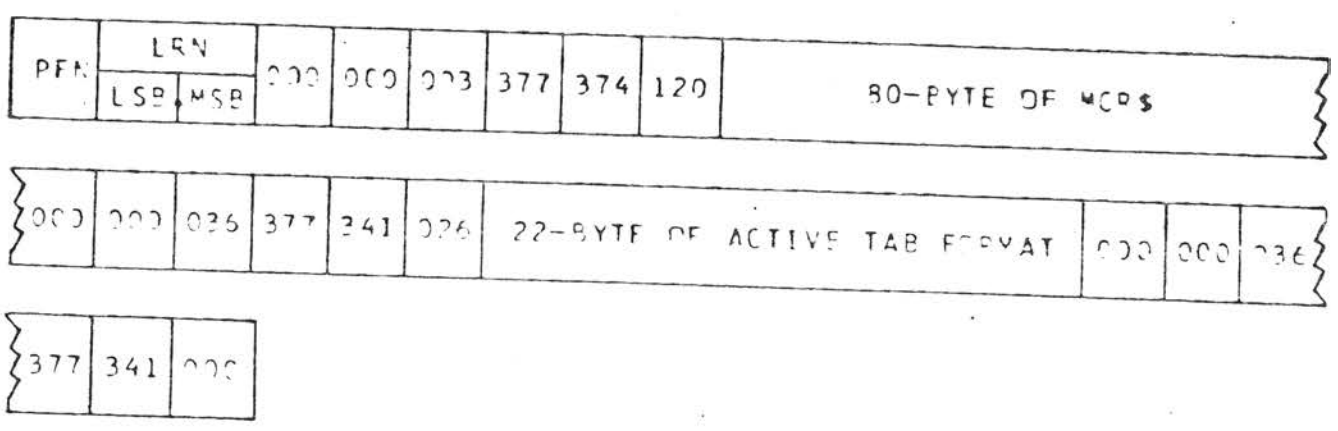 PFN LRN 000 000 003 377 374 120 80-BYTE OF MCR$
LSB MSB
000 000 036 377 341 026 22-BYTE OF ACTIVE TAB FORMAT 000 000 036
377 341 000